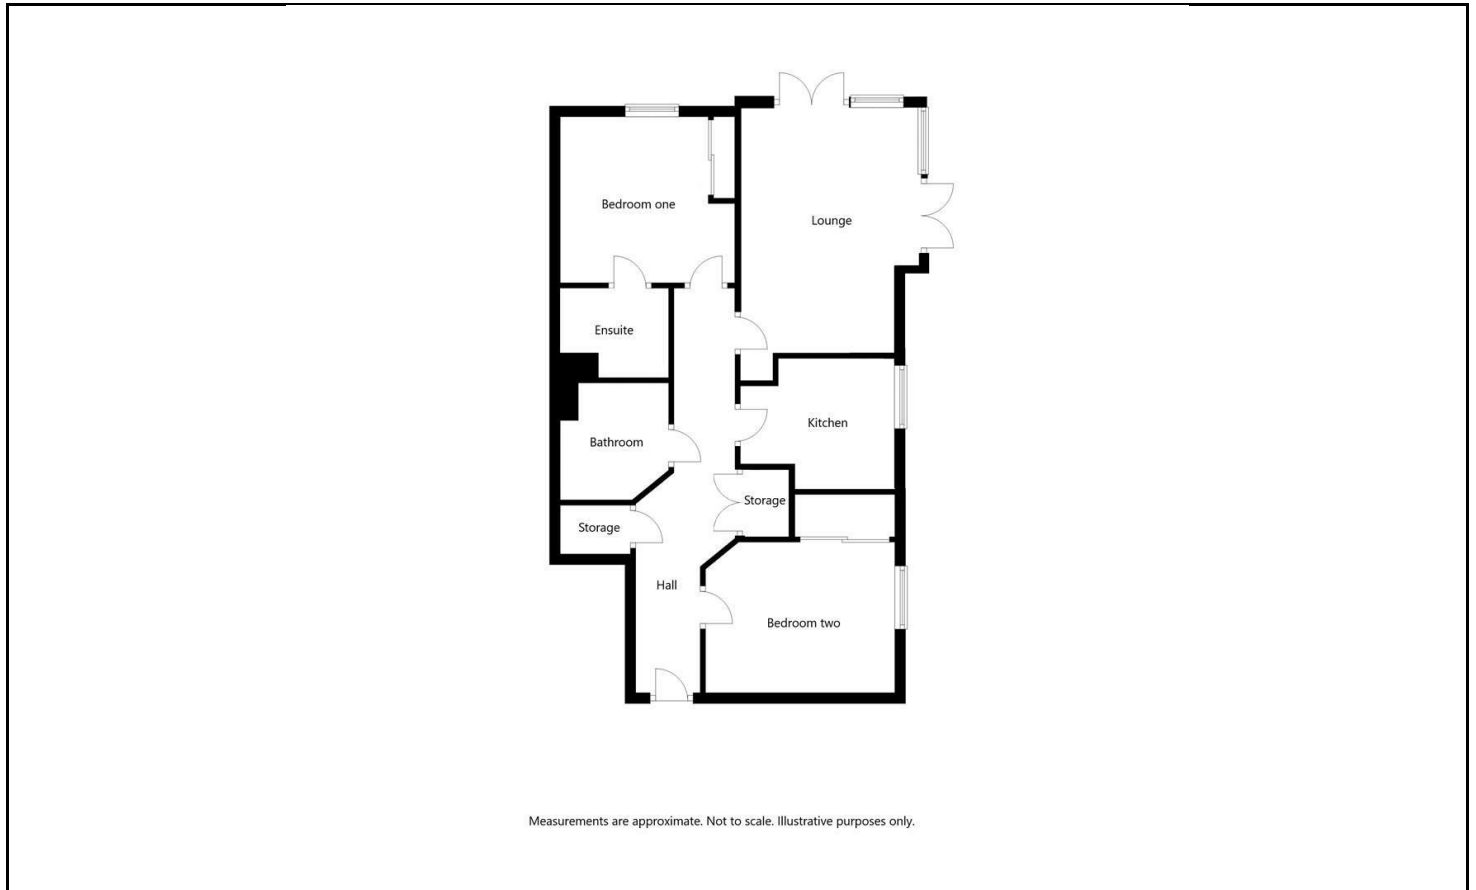 Bedroom one
Lounge
Ensuite
Kitchen
Bathroom
Storage
Storage
Hall
Bedroom two
Measurements are approximate. Not to scale. Illustrative purposes only.